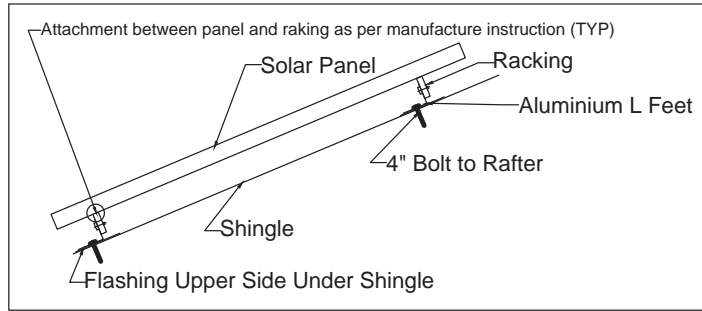 Attachment between panel and raking as per manufacture instruction (TYP)
Solar Panel
Racking
Aluminium L Feet
4" Bolt to Rafter
Shingle
Flashing Upper Side Under Shingle